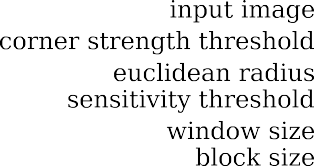 input image
corner strength threshold
euclidean radius
sensitivity threshold
window size
block size